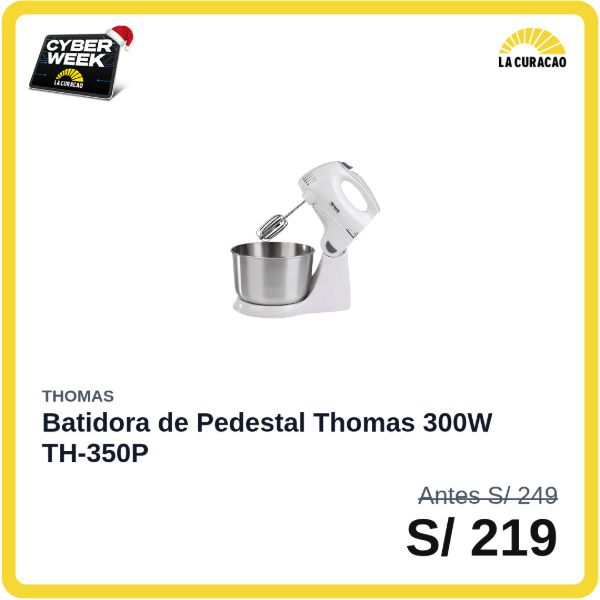 CYBER
WEEK
LA CURACAO
LA CURACAO
THOMAS
Batidora de Pedestal Thomas 300W
TH-350P
Antes S/ 249
S/ 219